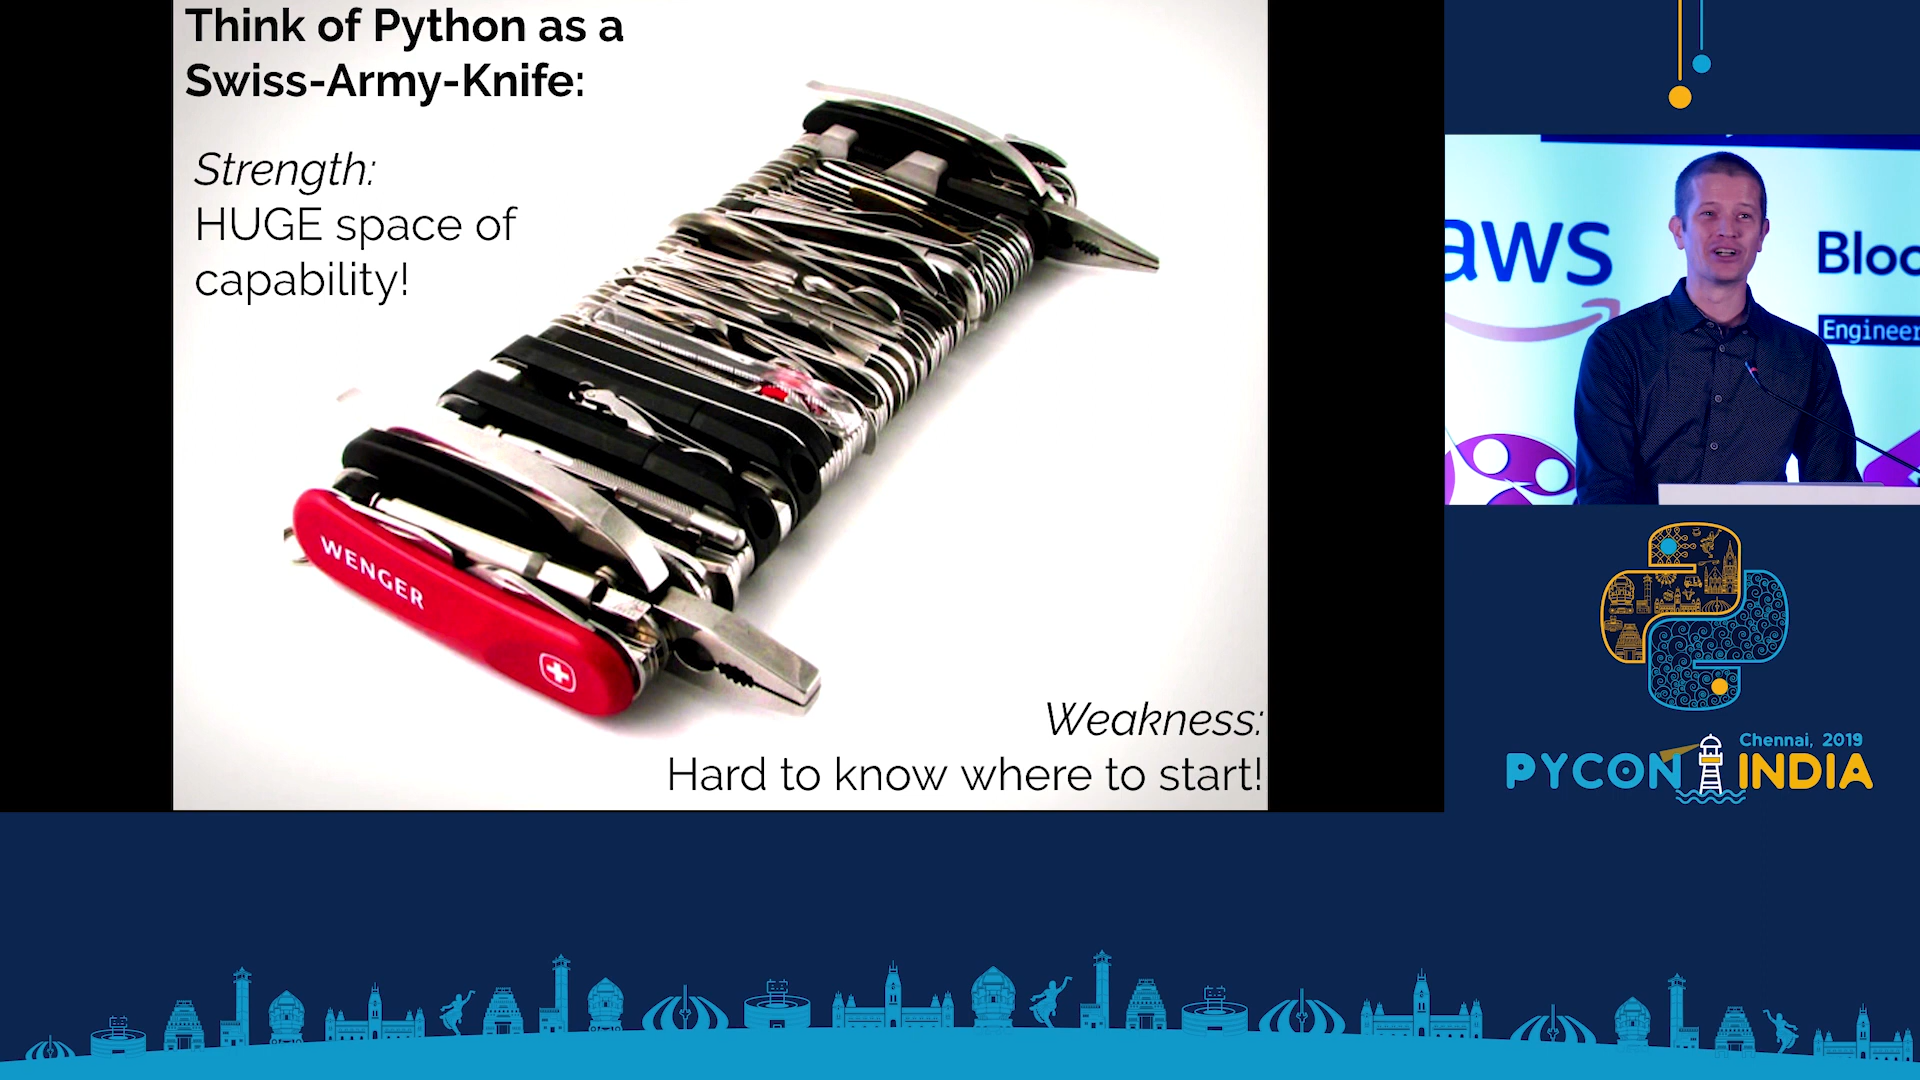 Think of Python as a
Swiss-Army-Knife:
Strength:
HUGE space of
capability!
WENGER
Weakness:
Hard to know where to start!
aws
Bloo
Engineer
Chennai, 2019
PYCON INDIA